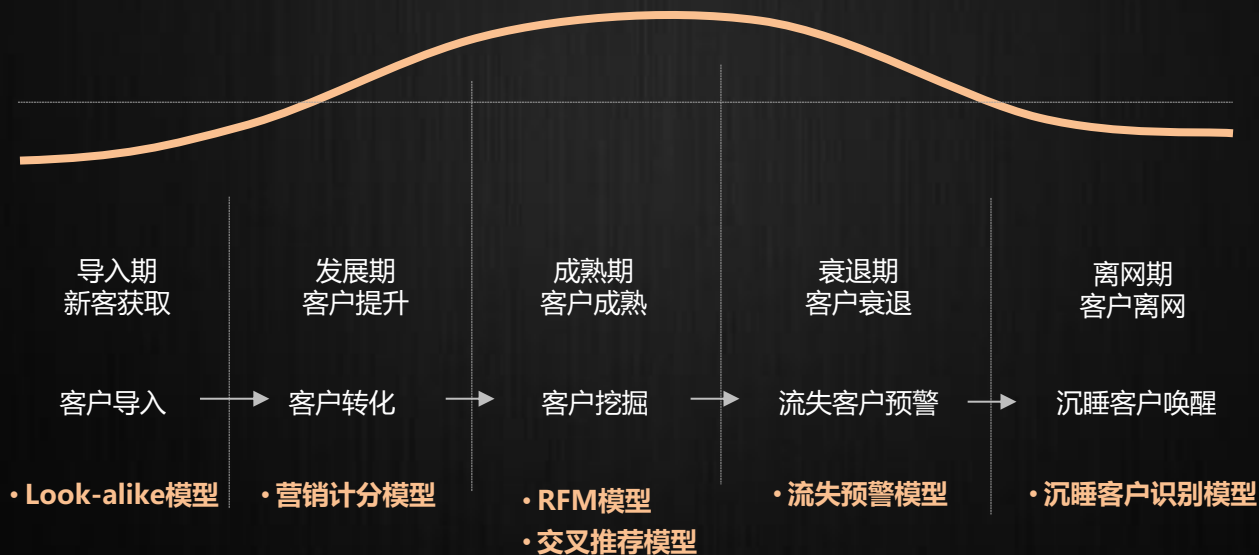 导入期
新客获取
发展期
客户提升
成熟期
客户成熟
衰退期
客户衰退
离网期
客户离网
客户导入
客户转化
客户挖掘
流失客户预警
沉睡客户唤醒
• Look-alike模型
• 营销计分模型
• RFM模型
• 交叉推荐模型
• 流失预警模型
• 沉睡客户识别模型